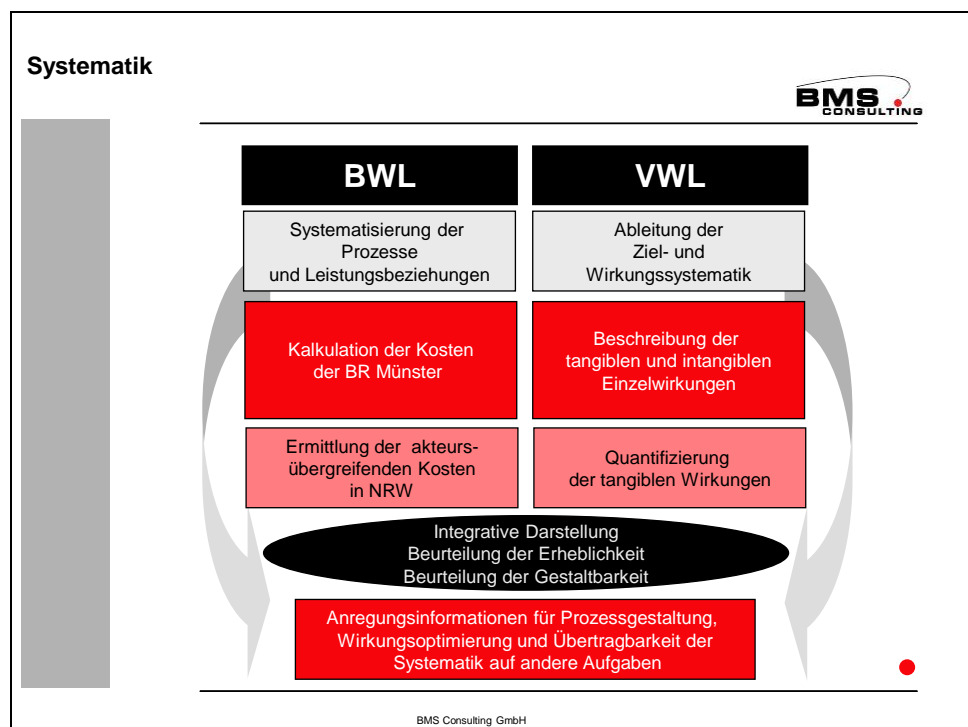 Systematik
BMS
CONSULTING
BWL
Systematisierung der
Prozesse
und Leistungsbeziehungen
Kalkulation der Kosten
der BR Münster
Ermittlung der akteurs-
übergreifenden Kosten
in NRW
VWL
Ableitung der
Ziel- und
Wirkungssystematik
Beschreibung der
tangiblen und intangiblen
Einzelwirkungen
Quantifizierung
der tangiblen Wirkungen
Integrative Darstellung
Beurteilung der Erheblichkeit
Beurteilung der Gestaltbarkeit
Anregungsinformationen für Prozessgestaltung,
Wirkungsoptimierung und Übertragbarkeit der
Systematik auf andere Aufgaben
BMS Consulting GmbH